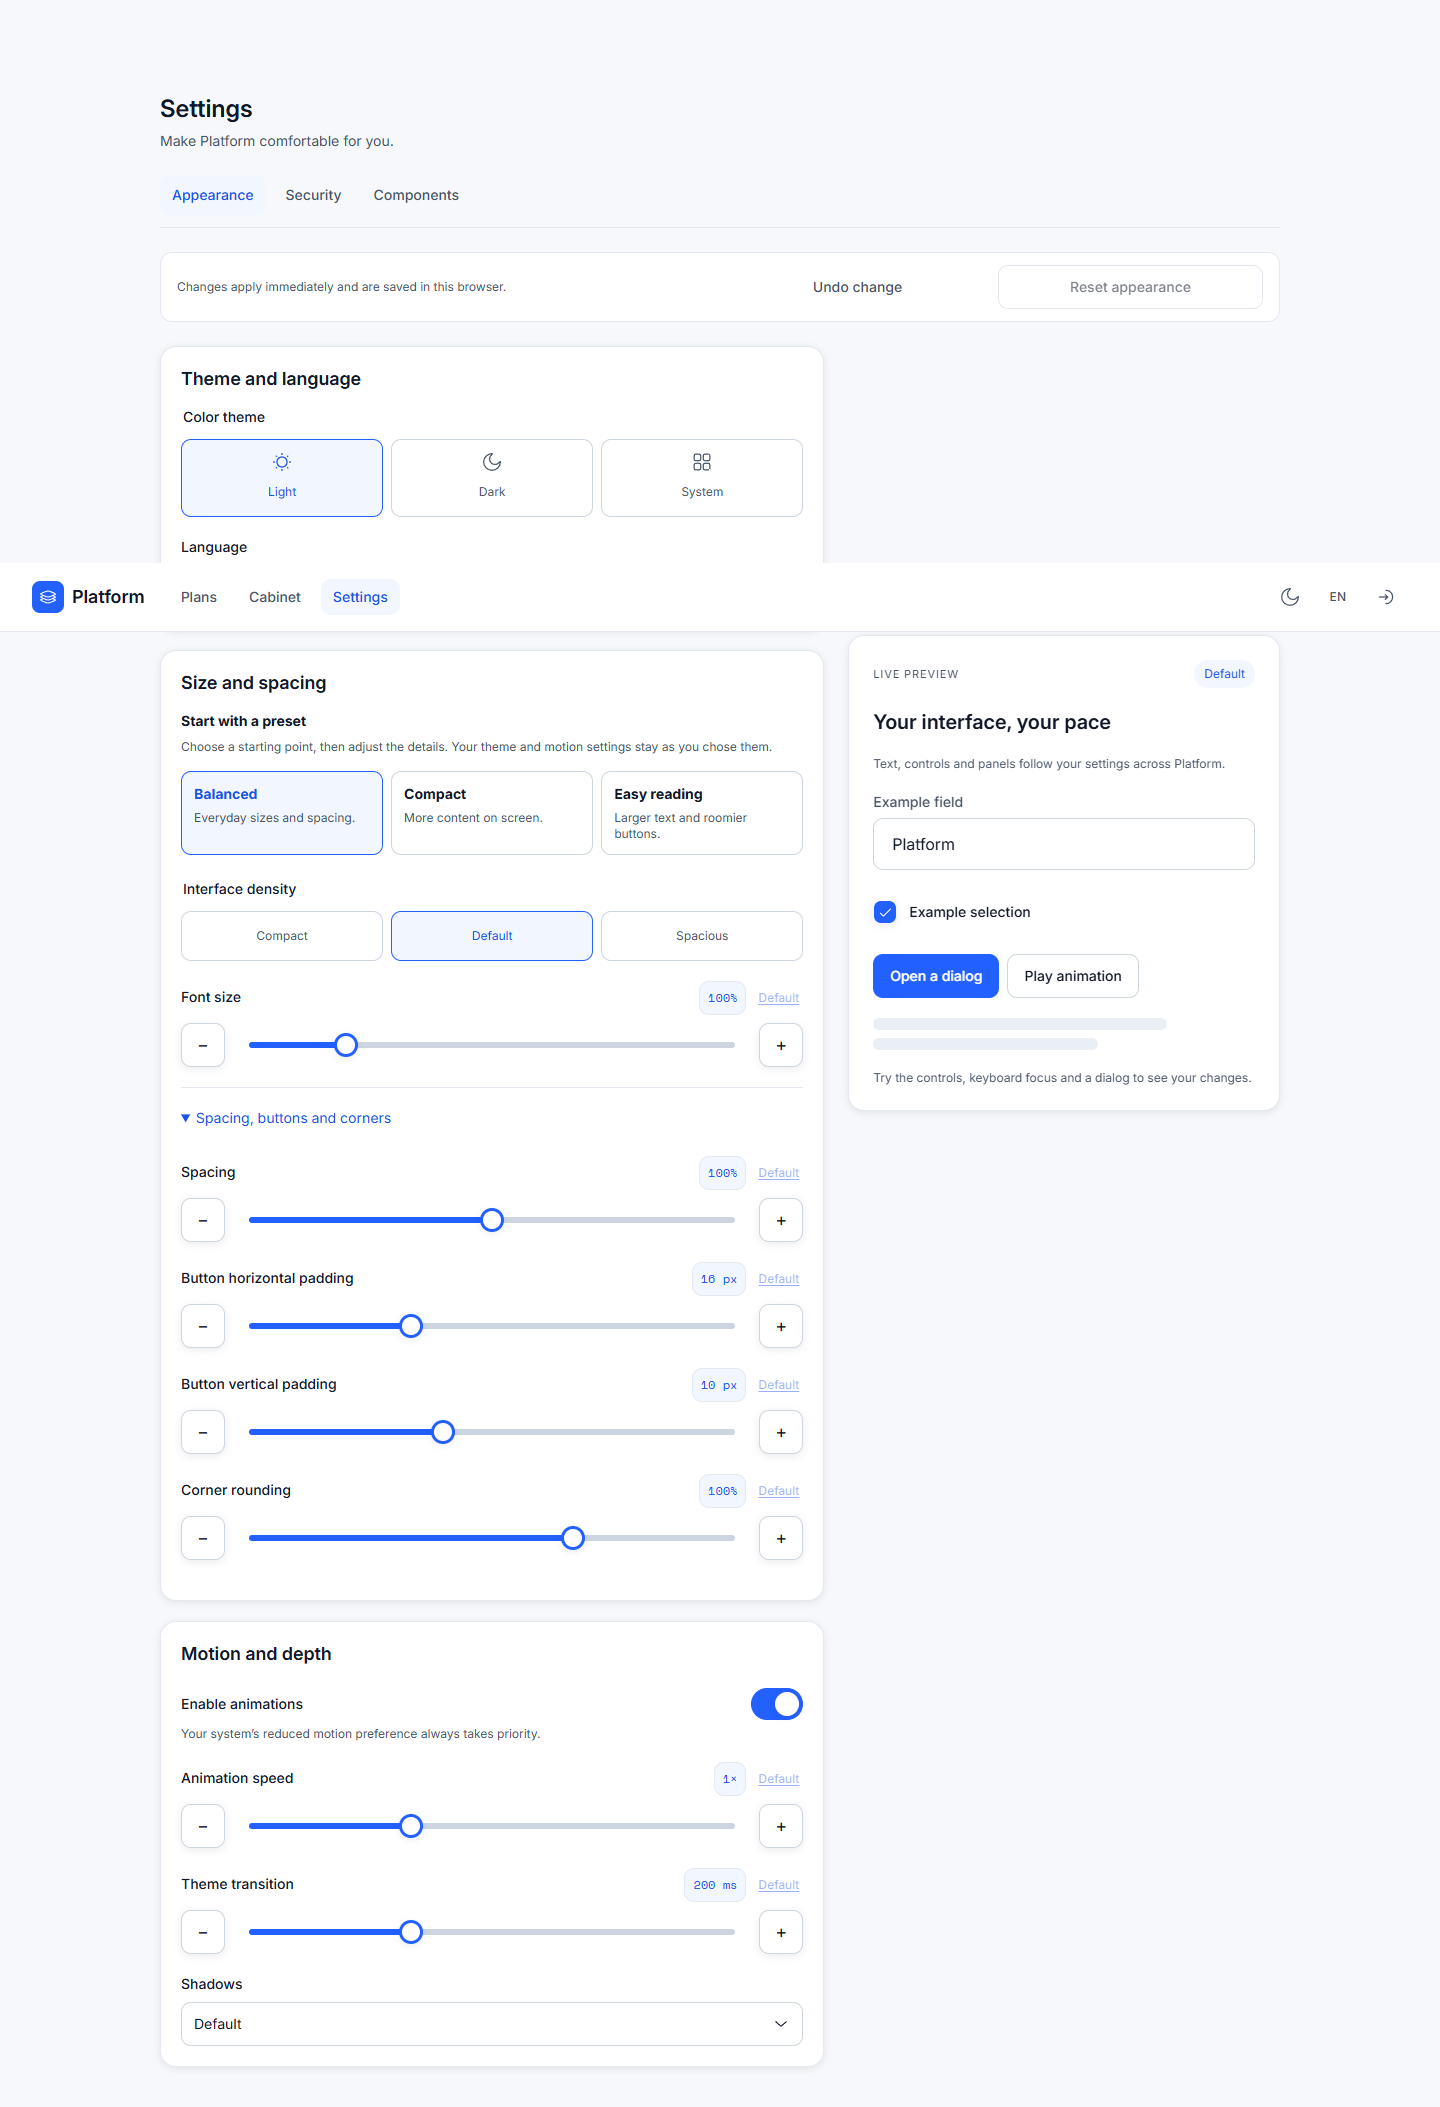 Settings
Make Platform comfortable for you.
Appearance Security Components
Changes apply immediately and are saved in this browser.
Undo change
Reset appearance
Theme and language
Color theme
Light
Dark
System
Language
Platform
Plans
Cabinet
Settings
EN
Size and spacing
Start with a preset
Choose a starting point, then adjust the details. Your theme and motion settings stay as you chose them.
Balanced
Everyday sizes and spacing.
Compact
More content on screen.
Easy reading
Larger text and roomier
buttons.
Interface density
Compact
Default
Spacious
Font size
100%
Default
−
+
Spacing, buttons and corners
Spacing
100%
Default
−
+
Button horizontal padding
16 px
Default
−
+
Button vertical padding
10 px
Default
−
+
Corner rounding
100%
Default
−
+
Motion and depth
Enable animations
Your system's reduced motion preference always takes priority.
Animation speed
1×
Default
−
+
Theme transition
200 ms
Default
−
+
Shadows
Default
LIVE PREVIEW
Default
Your interface, your pace
Text, controls and panels follow your settings across Platform.
Example field
Platform
Example selection
Open a dialog
Play animation
Try the controls, keyboard focus and a dialog to see your changes.